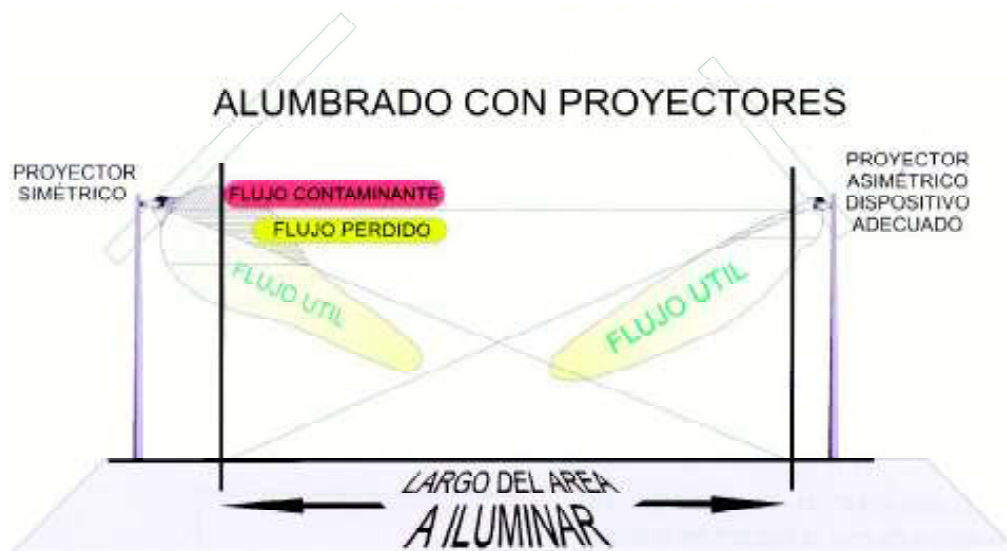 ALUMBRADO CON PROYECTORES
PROYECTOR
SIMÉTRICO
FLUJO CONTAMINANTE
FLUJO PERDIDO
FLUJO UTIL
PROYECTOR
ASIMÉTRICO
DISPOSITIVO
ADECUADO
FLUJO UTIL
LARGO DEL AREA
A ILUMINAR